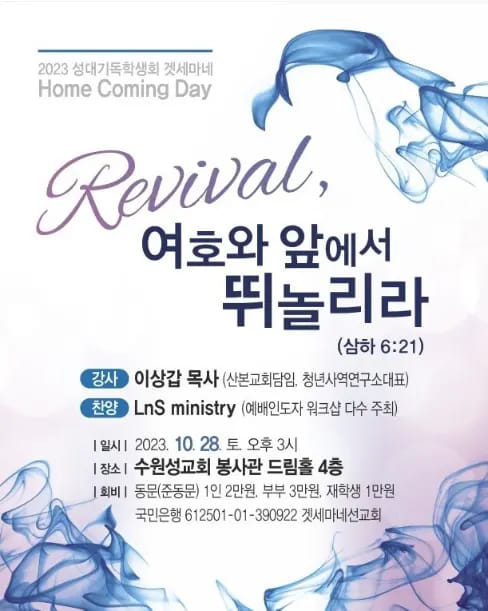 2023 성대기독학생회 겟세마네
Home Coming Day
Revival,
여호와 앞에서
뛰놀리라
(삼하 6:21)
강사 이상갑 목사 (산본교회담임, 청년사역연구소대표)
찬양 LnS ministry (예배인도자 워크샵 다수 주최)
| 일시 | 2023. 10. 28. 토. 오후 3시
| 장소 | 수원성교회 봉사관 드림홀 4층
| 회비 | 동문(준동문) 1인 2만원, 부부 3만원, 재학생 1만원
국민은행 612501-01-390922 겟세마네선교회